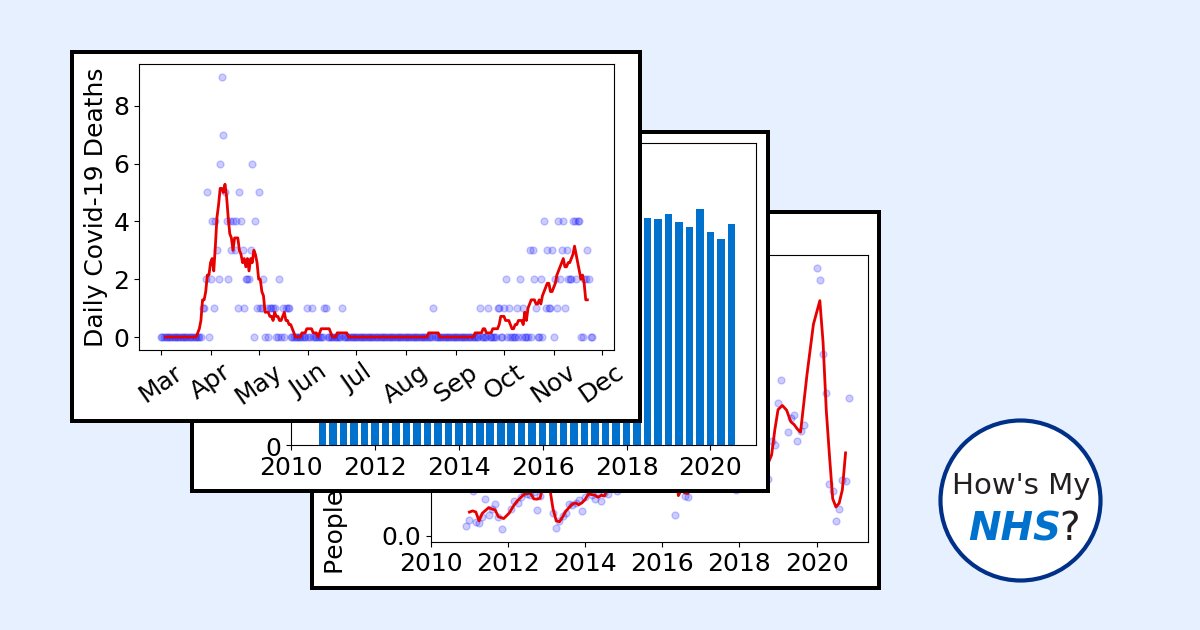 Daily Covid-19 Deaths
8
6
4
2
0
Mar Apr May Jun Jul Aug Sep Oct Nov Dec
0
2010 2012 2014 2016 2018 2020
People
0.0
2010 2012 2014 2016 2018 2020
How's My
NHS?